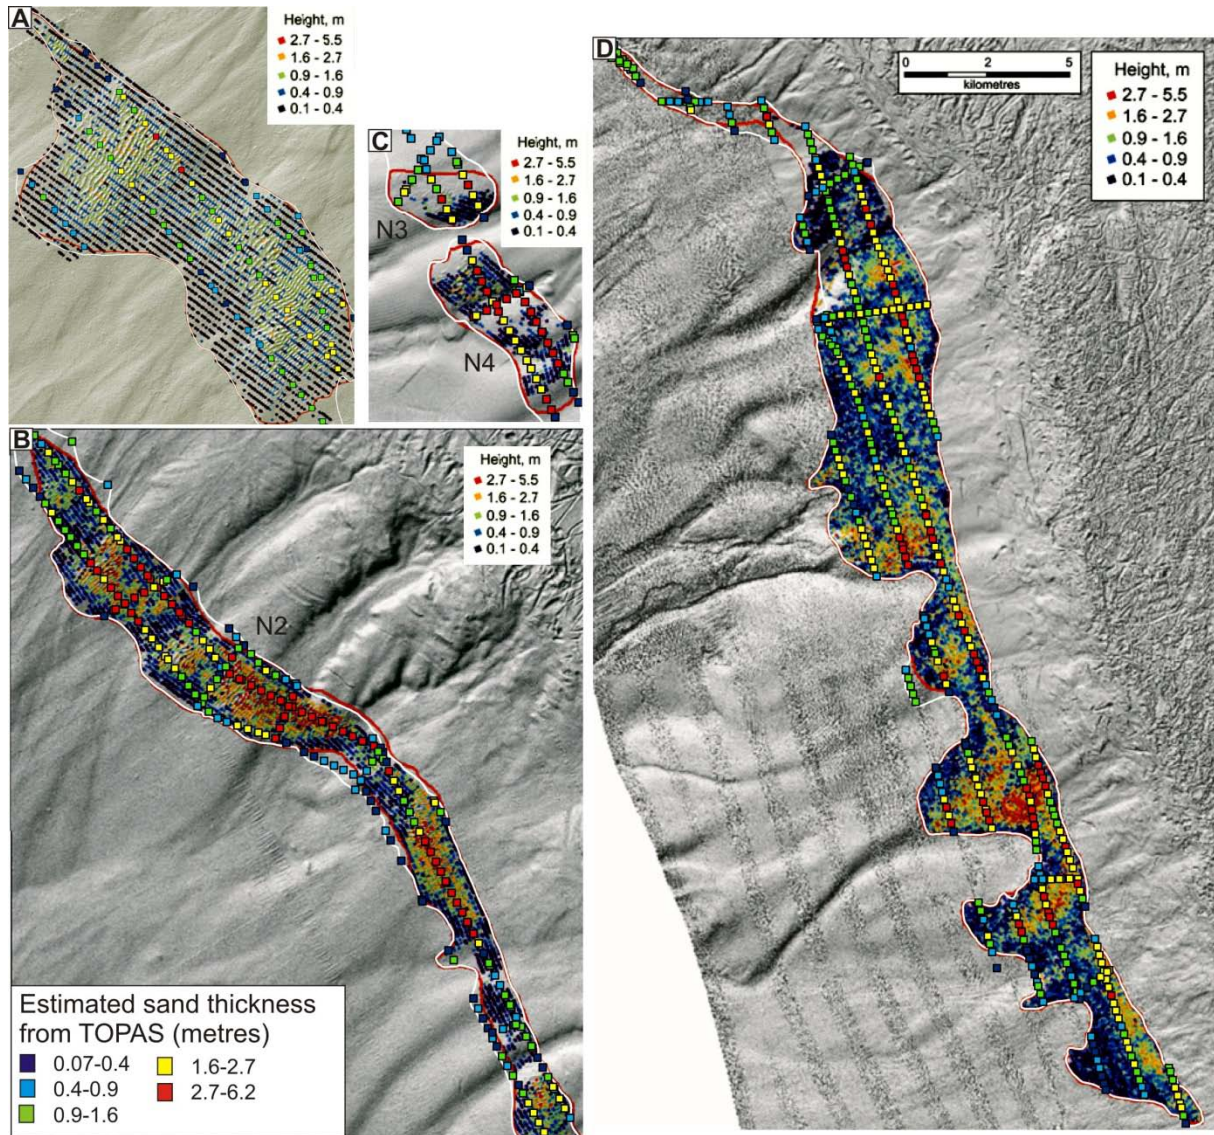 A
Height, m
2.7 - 5.5
1.6 - 2.7
0.9 - 1.6
0.4 - 0.9
0.1 - 0.4
C
Height, m
2.7 - 5.5
1.6 - 2.7
0.9 - 1.6
0.4 - 0.9
0.1 - 0.4
N3
N4
D
0 2 5
kilometres
Height, m
2.7 - 5.5
1.6 - 2.7
0.9 - 1.6
0.4 - 0.9
0.1 - 0.4
B
Height, m
2.7 - 5.5
1.6 - 2.7
0.9 - 1.6
0.4 - 0.9
0.1 - 0.4
N2
Estimated sand thickness
from TOPAS (metres)
0.07-0.4 1.6-2.7
0.4-0.9 2.7-6.2
0.9-1.6